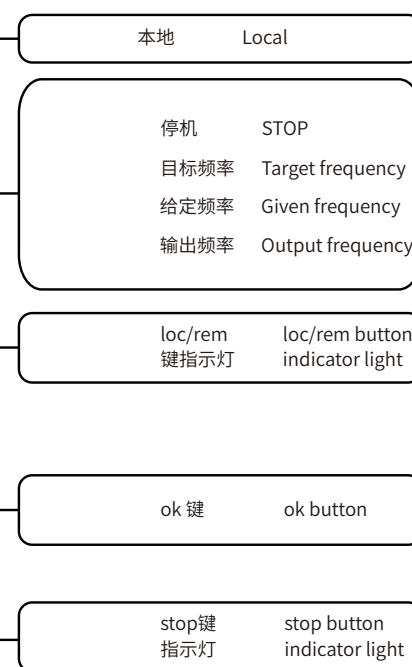 本地 Local
停机 STOP
目标频率 Target frequency
给定频率 Given frequency
输出频率 Output frequency
loc/rem loc/rem button
键指示灯 indicator light
ok 键 ok button
stop键 stop button
指示灯 indicator light